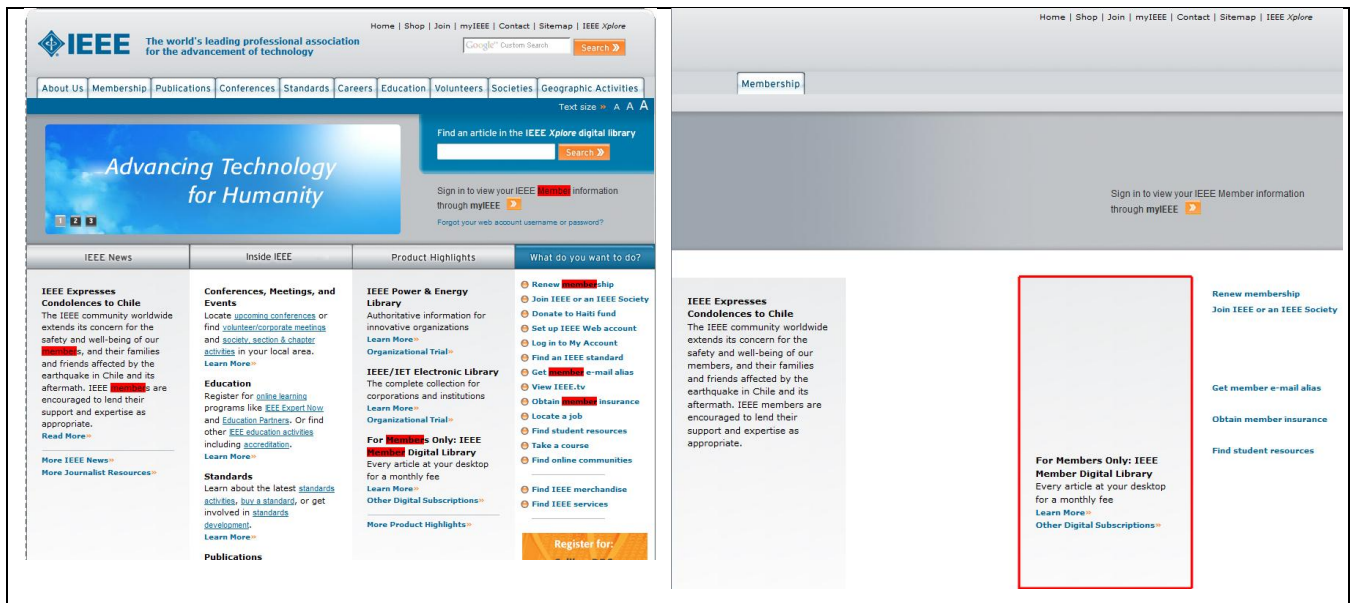 Home | Shop | Join | myIEEE | Contact | Sitemap | IEEE Xplore
IEEE
The world's leading professional association
for the advancement of technology
Google™ Custom Search
Search
About Us Membership Publications Conferences Standards Careers Education Volunteers Societies Geographic Activities
Text size » A A A
Advancing Technology
for Humanity
1 2 3
Find an article in the IEEE Xplore digital library
Search
Sign in to view your IEEE Member information
through myIEEE
Forgot your web account username or password?
IEEE News
Inside IEEE
Product Highlights
What do you want to do?
IEEE Expresses
Condolences to Chile
The IEEE community worldwide
extends its concern for the
safety and well-being of our
members, and their families
and friends affected by the
earthquake in Chile and its
aftermath. IEEE members are
encouraged to lend their
support and expertise as
appropriate.
Read More»
More IEEE News»
More Journalist Resources»
Conferences, Meetings, and
Events
Locate upcoming conferences or
find volunteer/corporate meetings
and society, section & chapter
activities in your local area.
Learn More»
Education
Register for online learning
programs like IEEE Expert Now
and Education Partners. Or find
other IEEE education activities
including accreditation.
Learn More»
Standards
Learn about the latest standards
activities, buy a standard, or get
involved in standards
development.
Learn More»
Publications
IEEE Power & Energy
Library
Authoritative information for
innovative organizations
Learn More»
Organizational Trial»
IEEE/IET Electronic Library
The complete collection for
corporations and institutions
Learn More»
Organizational Trial»
For Members Only: IEEE
Member Digital Library
Every article at your desktop
for a monthly fee
Learn More»
Other Digital Subscriptions»
More Product Highlights»
Renew membership
Join IEEE or an IEEE Society
Donate to Haiti fund
Set up IEEE Web account
Log in to My Account
Find an IEEE standard
Get member e-mail alias
View IEEE.tv
Obtain member insurance
Locate a job
Find student resources
Take a course
Find online communities
Find IEEE merchandise
Find IEEE services
Register for:
Home | Shop | Join | myIEEE | Contact | Sitemap | IEEE Xplore
Membership
Sign in to view your IEEE Member information
through myIEEE
IEEE Expresses
Condolences to Chile
The IEEE community worldwide
extends its concern for the
safety and well-being of our
members, and their families
and friends affected by the
earthquake in Chile and its
aftermath. IEEE members are
encouraged to lend their
support and expertise as
appropriate.
For Members Only: IEEE
Member Digital Library
Every article at your desktop
for a monthly fee
Learn More»
Other Digital Subscriptions»
Renew membership
Join IEEE or an IEEE Society
Get member e-mail alias
Obtain member insurance
Find student resources